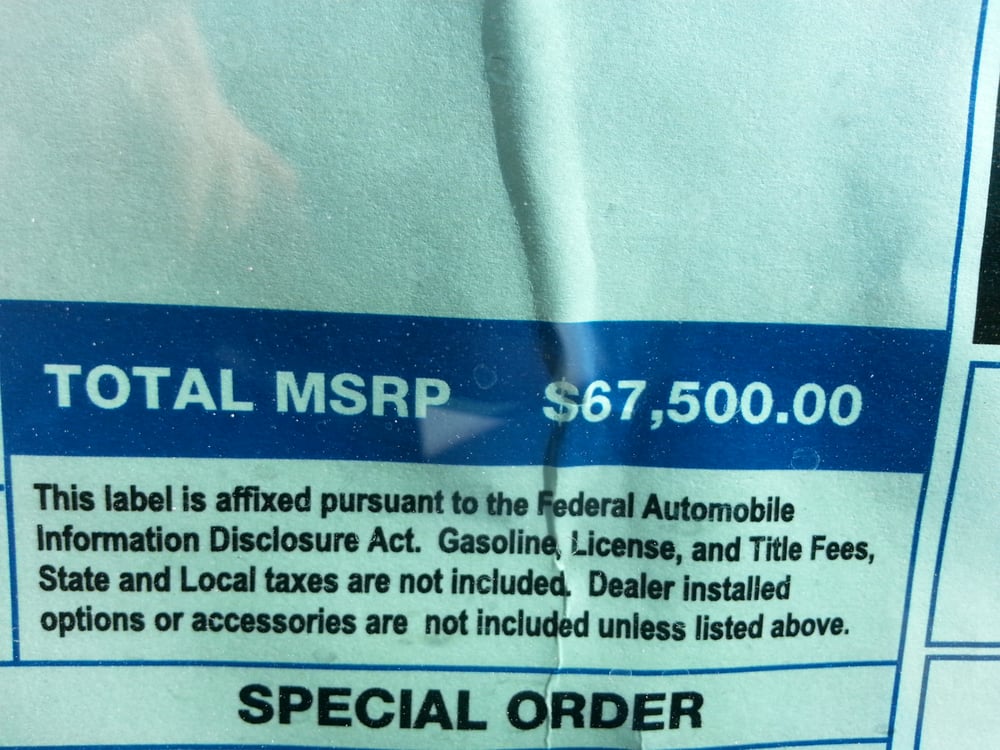 TOTAL MSRP $67,500.00
This label is affixed pursuant to the Federal Automobile
Information Disclosure Act. Gasoline, License, and Title Fees,
State and Local taxes are not included. Dealer installed
options or accessories are not included unless listed above.
SPECIAL ORDER